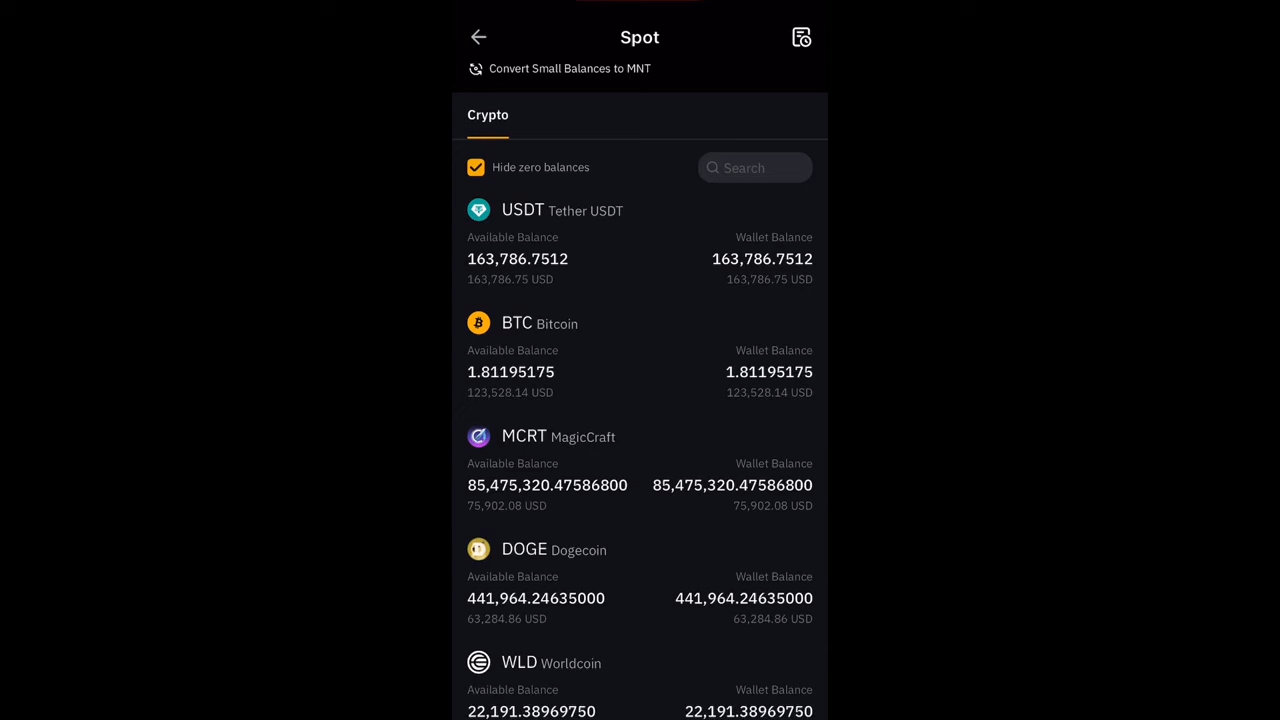 Spot
Convert Small Balances to MNT
Crypto
Hide zero balances
Search
USDT Tether USDT
Available Balance Wallet Balance
163,786.7512 163,786.7512
163,786.75 USD 163,786.75 USD
BTC Bitcoin
Available Balance Wallet Balance
1.81195175 1.81195175
123,528.14 USD 123,528.14 USD
MCRT MagicCraft
Available Balance Wallet Balance
85,475,320.47586800 85,475,320.47586800
75,902.08 USD 75,902.08 USD
DOGE Dogecoin
Available Balance Wallet Balance
441,964.24635000 441,964.24635000
63,284.86 USD 63,284.86 USD
WLD Worldcoin
Available Balance Wallet Balance
22,191.38969750 22,191.38969750